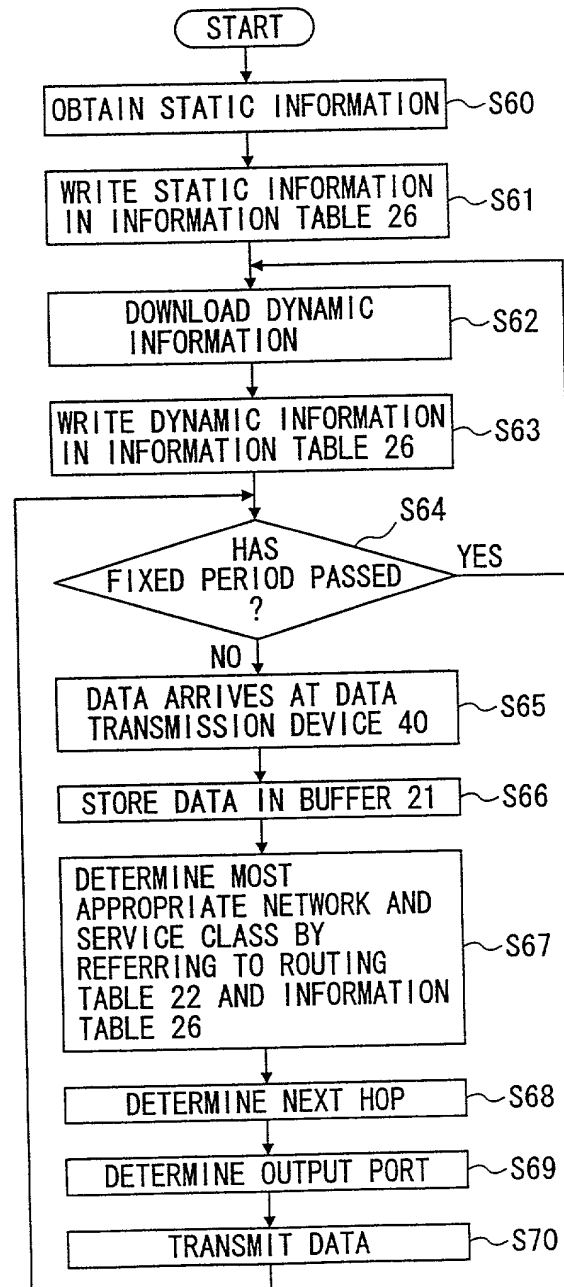 START
OBTAIN STATIC INFORMATION
S60
WRITE STATIC INFORMATION
IN INFORMATION TABLE 26
S61
DOWNLOAD DYNAMIC
INFORMATION
S62
WRITE DYNAMIC INFORMATION
IN INFORMATION TABLE 26
S63
S64
HAS
FIXED PERIOD PASSED
?
YES
NO
DATA ARRIVES AT DATA
TRANSMISSION DEVICE 40
S65
STORE DATA IN BUFFER 21
S66
DETERMINE MOST
APPROPRIATE NETWORK AND
SERVICE CLASS BY
REFERRING TO ROUTING
TABLE 22 AND INFORMATION
TABLE 26
S67
DETERMINE NEXT HOP
S68
DETERMINE OUTPUT PORT
S69
TRANSMIT DATA
S70